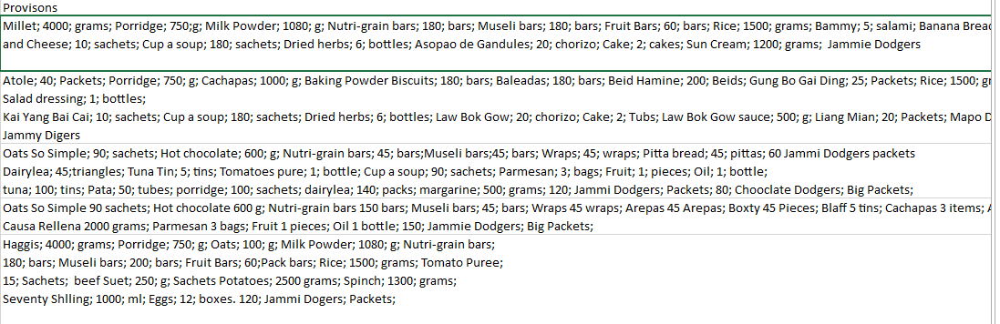 Provisons
Millet; 4000; grams; Porridge; 750;g; Milk Powder; 1080; g; Nutri-grain bars; 180; bars; Museli bars; 180; bars; Fruit Bars; 60; bars; Rice; 1500; grams; Bammy; 5; salami; Banana Brea
and Cheese; 10; sachets; Cup a soup; 180; sachets; Dried herbs; 6; bottles; Asopao de Gandules; 20; chorizo; Cake; 2; cakes; Sun Cream; 1200; grams;  Jammie Dodgers
Atole; 40; Packets; Porridge; 750; g; Cachapas; 1000; g; Baking Powder Biscuits; 180; bars; Baleadas; 180; bars; Beid Hamine; 200; Beids; Gung Bo Gai Ding; 25; Packets; Rice; 1500; gr
Salad dressing; 1; bottles;
Kai Yang Bai Cai; 10; sachets; Cup a soup; 180; sachets; Dried herbs; 6; bottles; Law Bok Gow; 20; chorizo; Cake; 2; Tubs; Law Bok Gow sauce; 500; g; Liang Mian; 20; Packets; Mapo D
Jammy Digers
Oats So Simple; 90; sachets; Hot chocolate; 600; g; Nutri-grain bars; 45; bars;Museli bars;45; bars; Wraps; 45; wraps; Pitta bread; 45; pittas; 60 Jammi Dodgers packets
Dairylea; 45;triangles; Tuna Tin; 5; tins; Tomatoes pure; 1; bottle; Cup a soup; 90; sachets; Parmesan; 3; bags; Fruit; 1; pieces; Oil; 1; bottle;
tuna; 100; tins; Pata; 50; tubes; porridge; 100; sachets; dairylea; 140; packs; margarine; 500; grams; 120; Jammi Dodgers; Packets; 80; Chooclate Dodgers; Big Packets;
Oats So Simple 90 sachets; Hot chocolate 600 g; Nutri-grain bars 150 bars; Museli bars; 45; bars; Wraps 45 wraps; Arepas 45 Arepas; Boxty 45 Pieces; Blaff 5 tins; Cachapas 3 items; A
Causa Rellena 2000 grams; Parmesan 3 bags; Fruit 1 pieces; Oil 1 bottle; 150; Jammie Dodgers; Big Packets;
Haggis; 4000; grams; Porridge; 750; g; Oats; 100; g; Milk Powder; 1080; g; Nutri-grain bars;
180; bars; Museli bars; 200; bars; Fruit Bars; 60;Pack bars; Rice; 1500; grams; Tomato Puree;
15; Sachets;  beef Suet; 250; g; Sachets Potatoes; 2500 grams; Spinch; 1300; grams;
Seventy Shlling; 1000; ml; Eggs; 12; boxes. 120; Jammi Dogers; Packets;